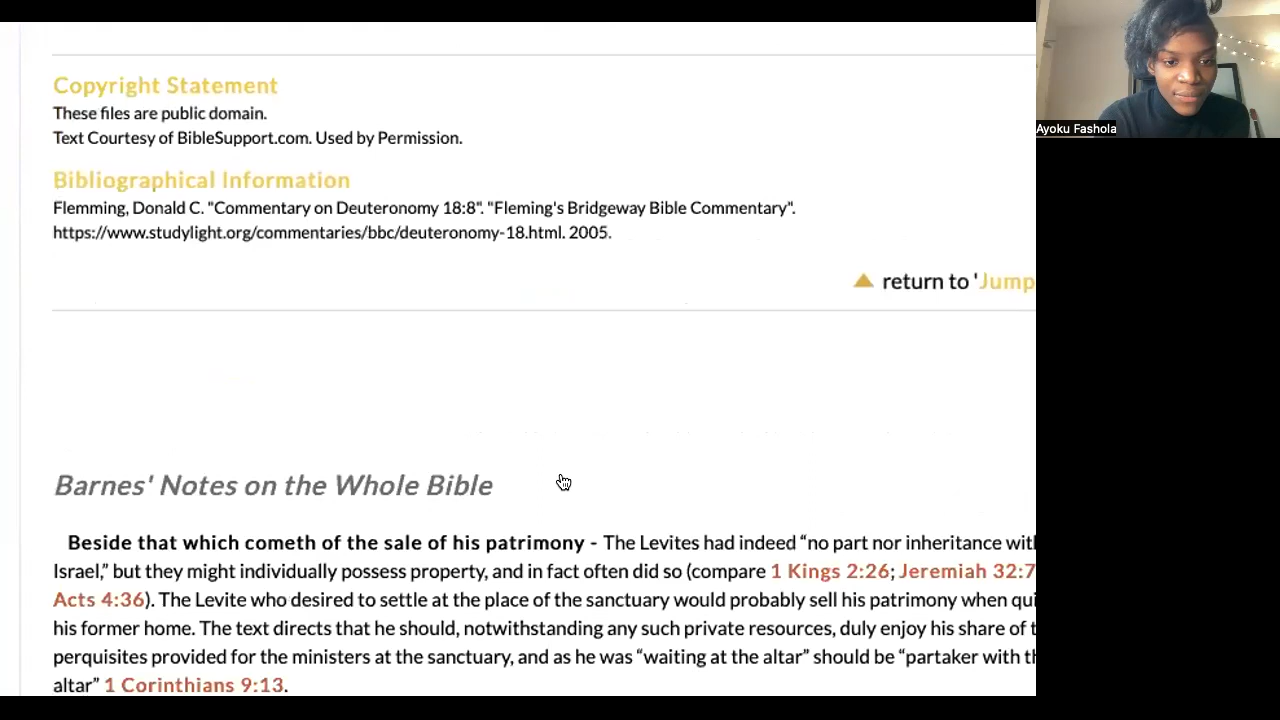 Copyright Statement
These files are public domain.
Text Courtesy of BibleSupport.com. Used by Permission.
Bibliographical Information
Flemming, Donald C. "Commentary on Deuteronomy 18:8". "Fleming's Bridgeway Bible Commentary".
https://www.studylight.org/commentaries/bbc/deuteronomy-18.html. 2005.
return to 'Jump
Barnes' Notes on the Whole Bible
Beside that which cometh of the sale of his patrimony - The Levites had indeed “no part nor inheritance with
Israel,” but they might individually possess property, and in fact often did so (compare 1 Kings 2:26; Jeremiah 32:7
Acts 4:36). The Levite who desired to settle at the place of the sanctuary would probably sell his patrimony when qui
his former home. The text directs that he should, notwithstanding any such private resources, duly enjoy his share of t
perquisites provided for the ministers at the sanctuary, and as he was “waiting at the altar” should be “partaker with th
altar” 1 Corinthians 9:13.
Ayoku Fashola